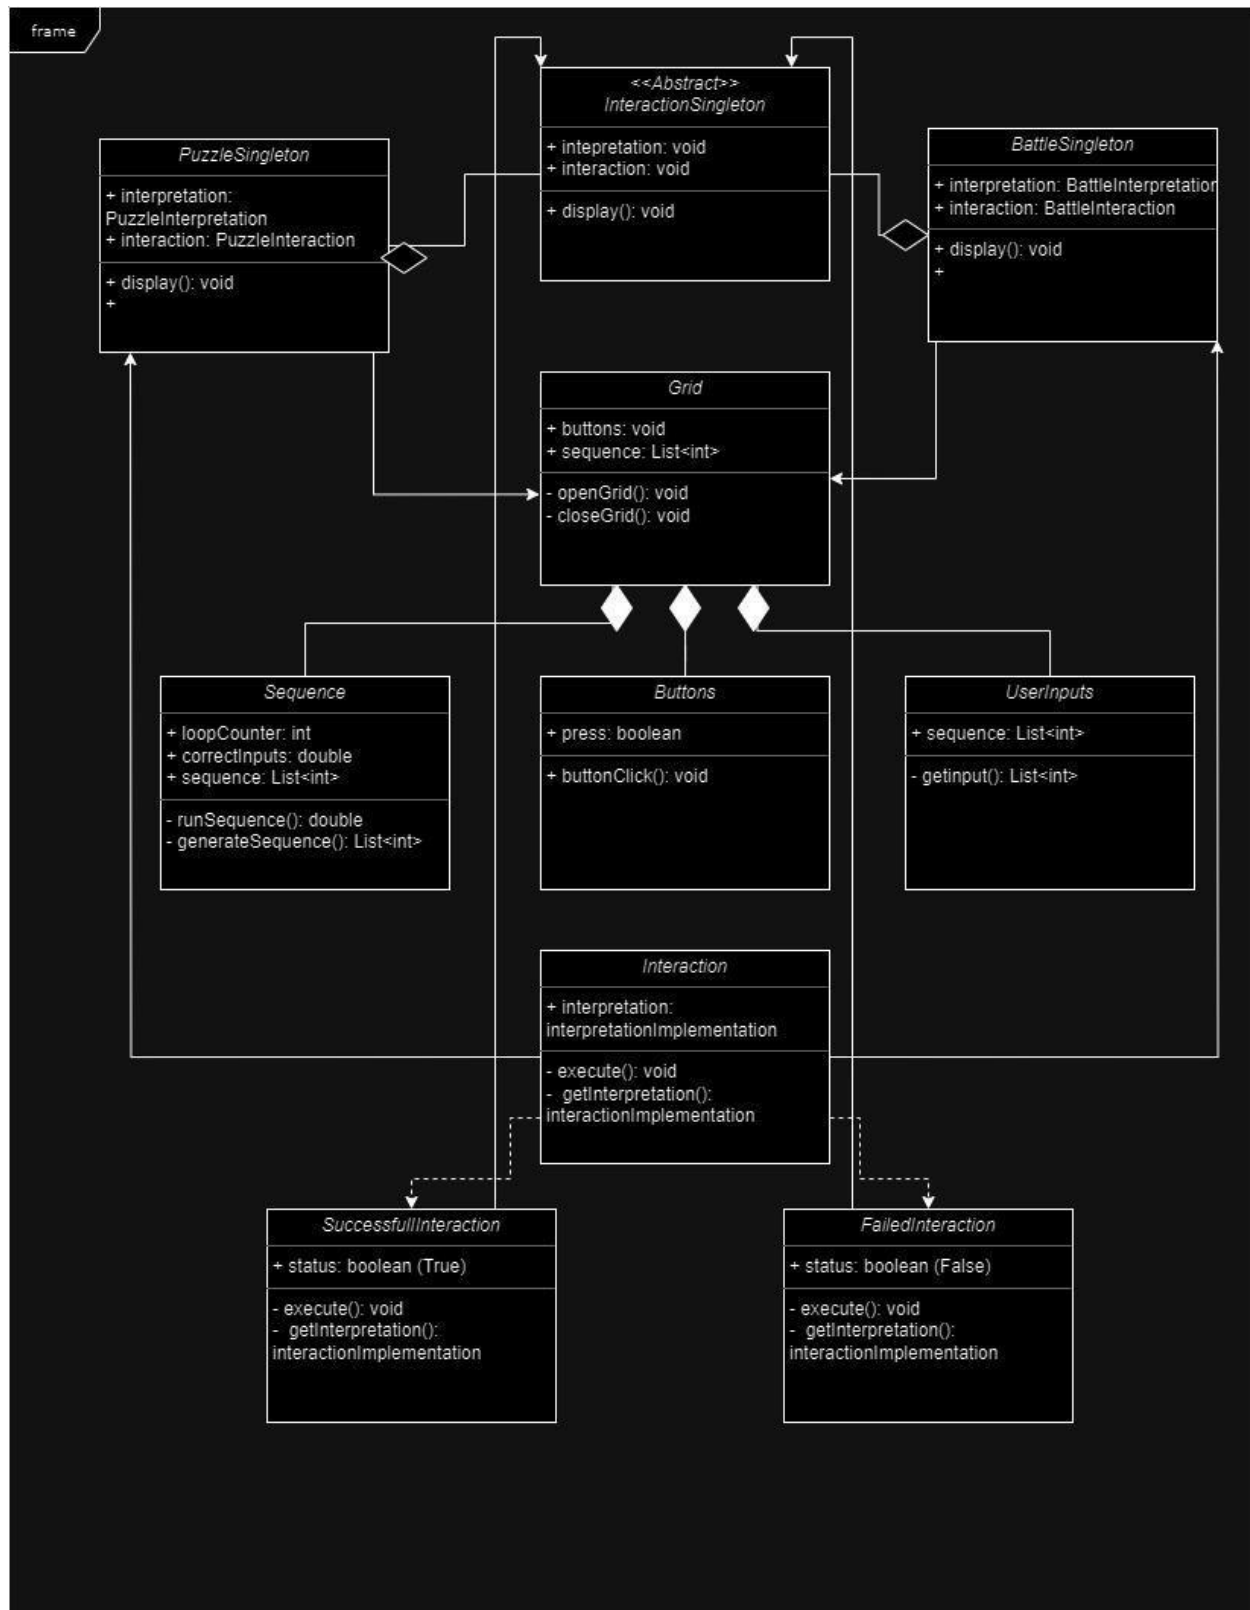 frame
<<Abstract>>
InteractionSingleton
+ intepretation: void
+ interaction: void
+ display(): void
PuzzleSingleton
+ interpretation:
PuzzleInterpretation
+ interaction: PuzzleInteraction
+ display(): void
+
BattleSingleton
+ interpretation: BattleInterpretation
+ interaction: BattleInteraction
+ display(): void
+
Grid
+ buttons: void
+ sequence: List<int>
- openGrid(): void
- closeGrid(): void
Sequence
+ loopCounter: int
+ correctInputs: double
+ sequence: List<int>
- runSequence(): double
- generateSequence(): List<int>
Buttons
+ press: boolean
+ buttonClick(): void
UserInputs
+ sequence: List<int>
- getinput(): List<int>
Interaction
+ interpretation:
interpretationImplementation
- execute(): void
- getInterpretation():
interactionImplementation
SuccessfullInteraction
+ status: boolean (True)
- execute(): void
- getInterpretation():
interactionImplementation
FailedInteraction
+ status: boolean (False)
- execute(): void
- getInterpretation():
interactionImplementation